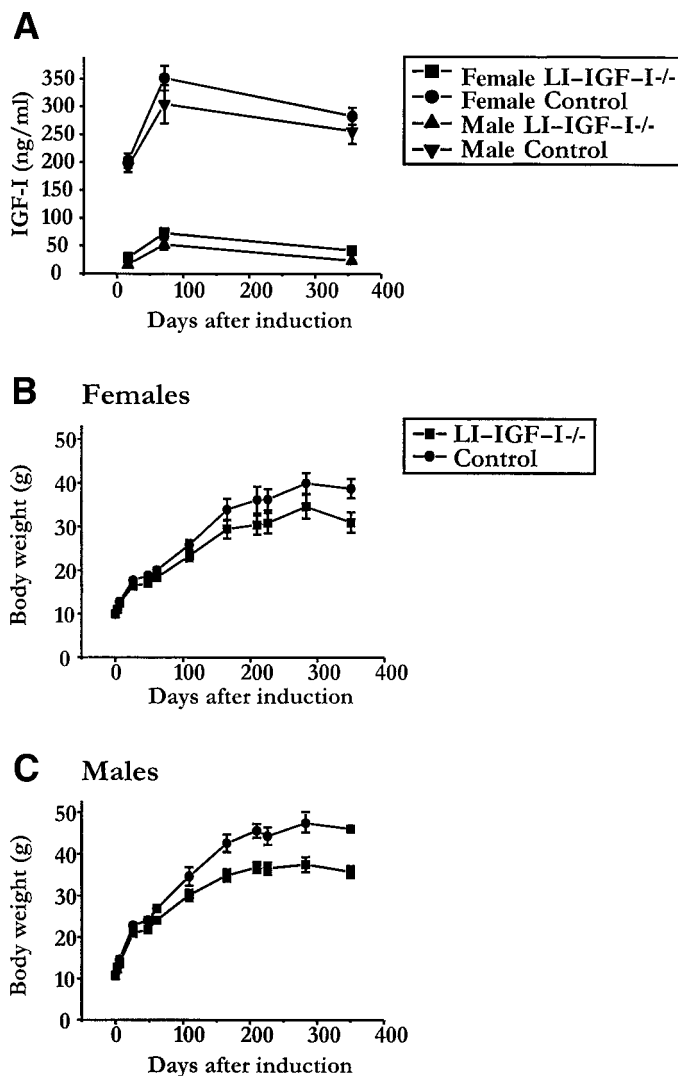 A
IGF-I (ng/ml)
350
300
250
200
150
100
50
0
0 100 200 300 400
Days after induction
Female LI-IGF-I-/-
Female Control
Male LI-IGF-I-/-
Male Control
B Females
Body weight (g)
50
40
30
20
10
0
0 100 200 300 400
Days after induction
LI-IGF-I-/-
Control
C Males
Body weight (g)
50
40
30
20
10
0
0 100 200 300 400
Days after induction